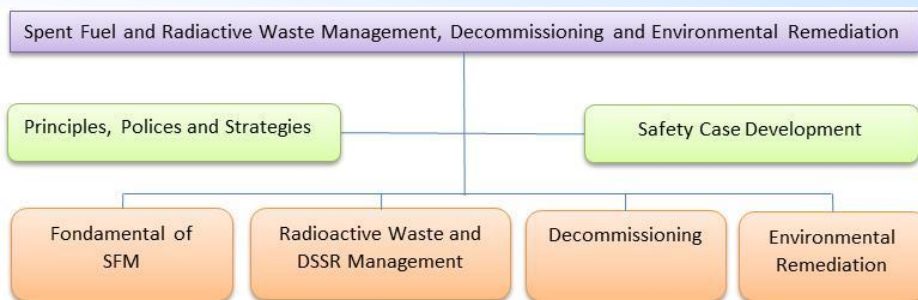 Spent Fuel and Radiactive Waste Management, Decommissioning and Environmental Remediation
Principles, Polices and Strategies
Safety Case Development
Fondamental of
SFM
Radioactive Waste and
DSSR Management
Decommissioning
Environmental
Remediation